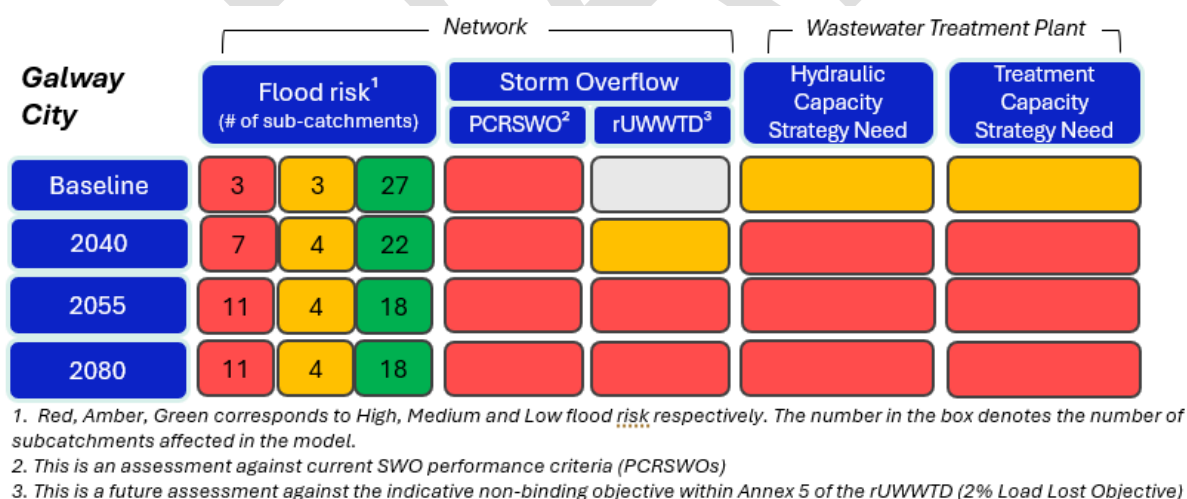 Network
Wastewater Treatment Plant
Galway
City
Flood risk¹
(# of sub-catchments)
Storm Overflow
PCRSWO²
rUWWTD³
Hydraulic
Capacity
Strategy Need
Treatment
Capacity
Strategy Need
Baseline 3 3 27
2040 7 4 22
2055 11 4 18
2080 11 4 18
1. Red, Amber, Green corresponds to High, Medium and Low flood risk respectively. The number in the box denotes the number of
subcatchments affected in the model.
2. This is an assessment against current SWO performance criteria (PCRSWOs)
3. This is a future assessment against the indicative non-binding objective within Annex 5 of the rUWWTD (2% Load Lost Objective)